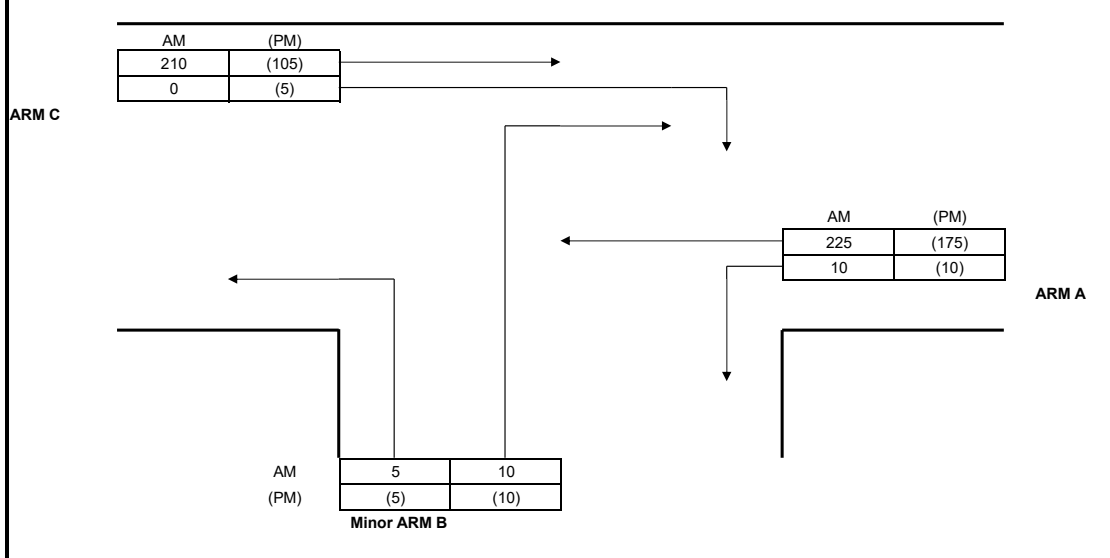 AM (PM)
210 (105)
0 (5)
ARM C
AM (PM)
225 (175)
10 (10)
ARM A
AM 5 10
(PM) (5) (10)
Minor ARM B